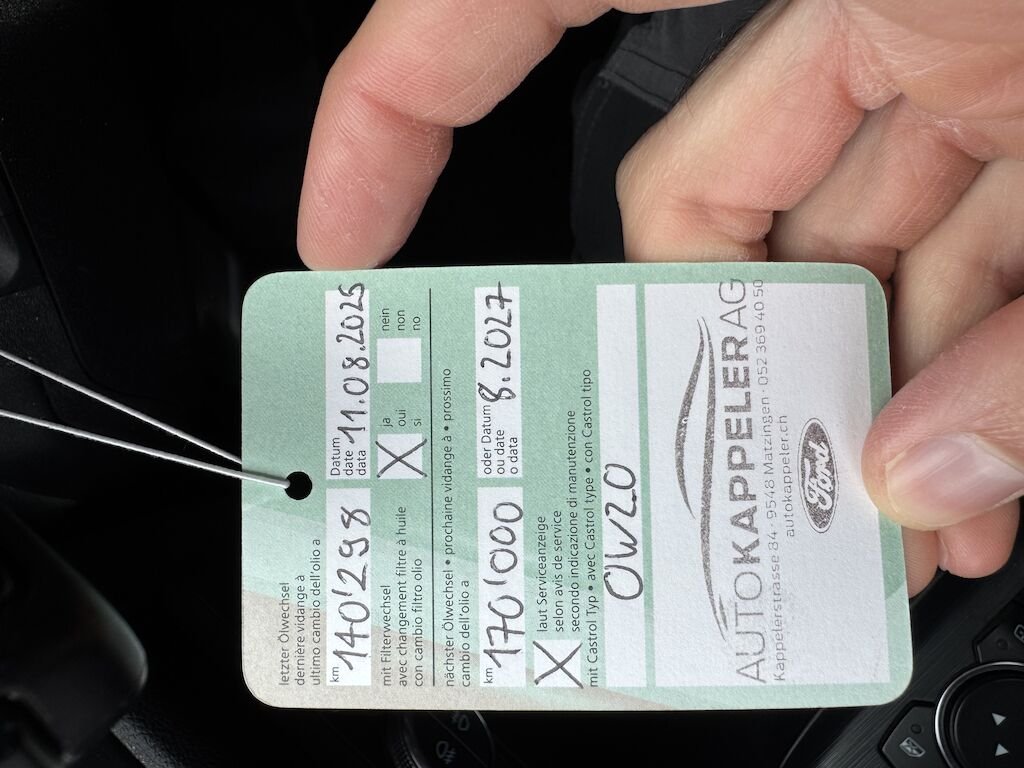 letzter Ölwechsel
dernière vidange à
ultimo cambio dell'olio a
km 140'298
Datum
date
data
11.08.2025
mit Filterwechsel
avec changement filtre à huile
con cambio filtro olio
X
ja
oui
si
nein
non
no
nächster Ölwechsel • prochaine vidange à • prossimo
cambio dell'olio a
km 170'000
oder Datum
ou date
o data
8.2027
X
laut Serviceanzeige
selon avis de service
secondo indicazione di manutenzione
mit Castrol Typ • avec Castrol type • con Castrol tipo
0W20
AUTOKAPPELERAG
Kappelerstrasse 84 · 9548 Matzingen · 052 369 40 50
autokappeler.ch
Ford